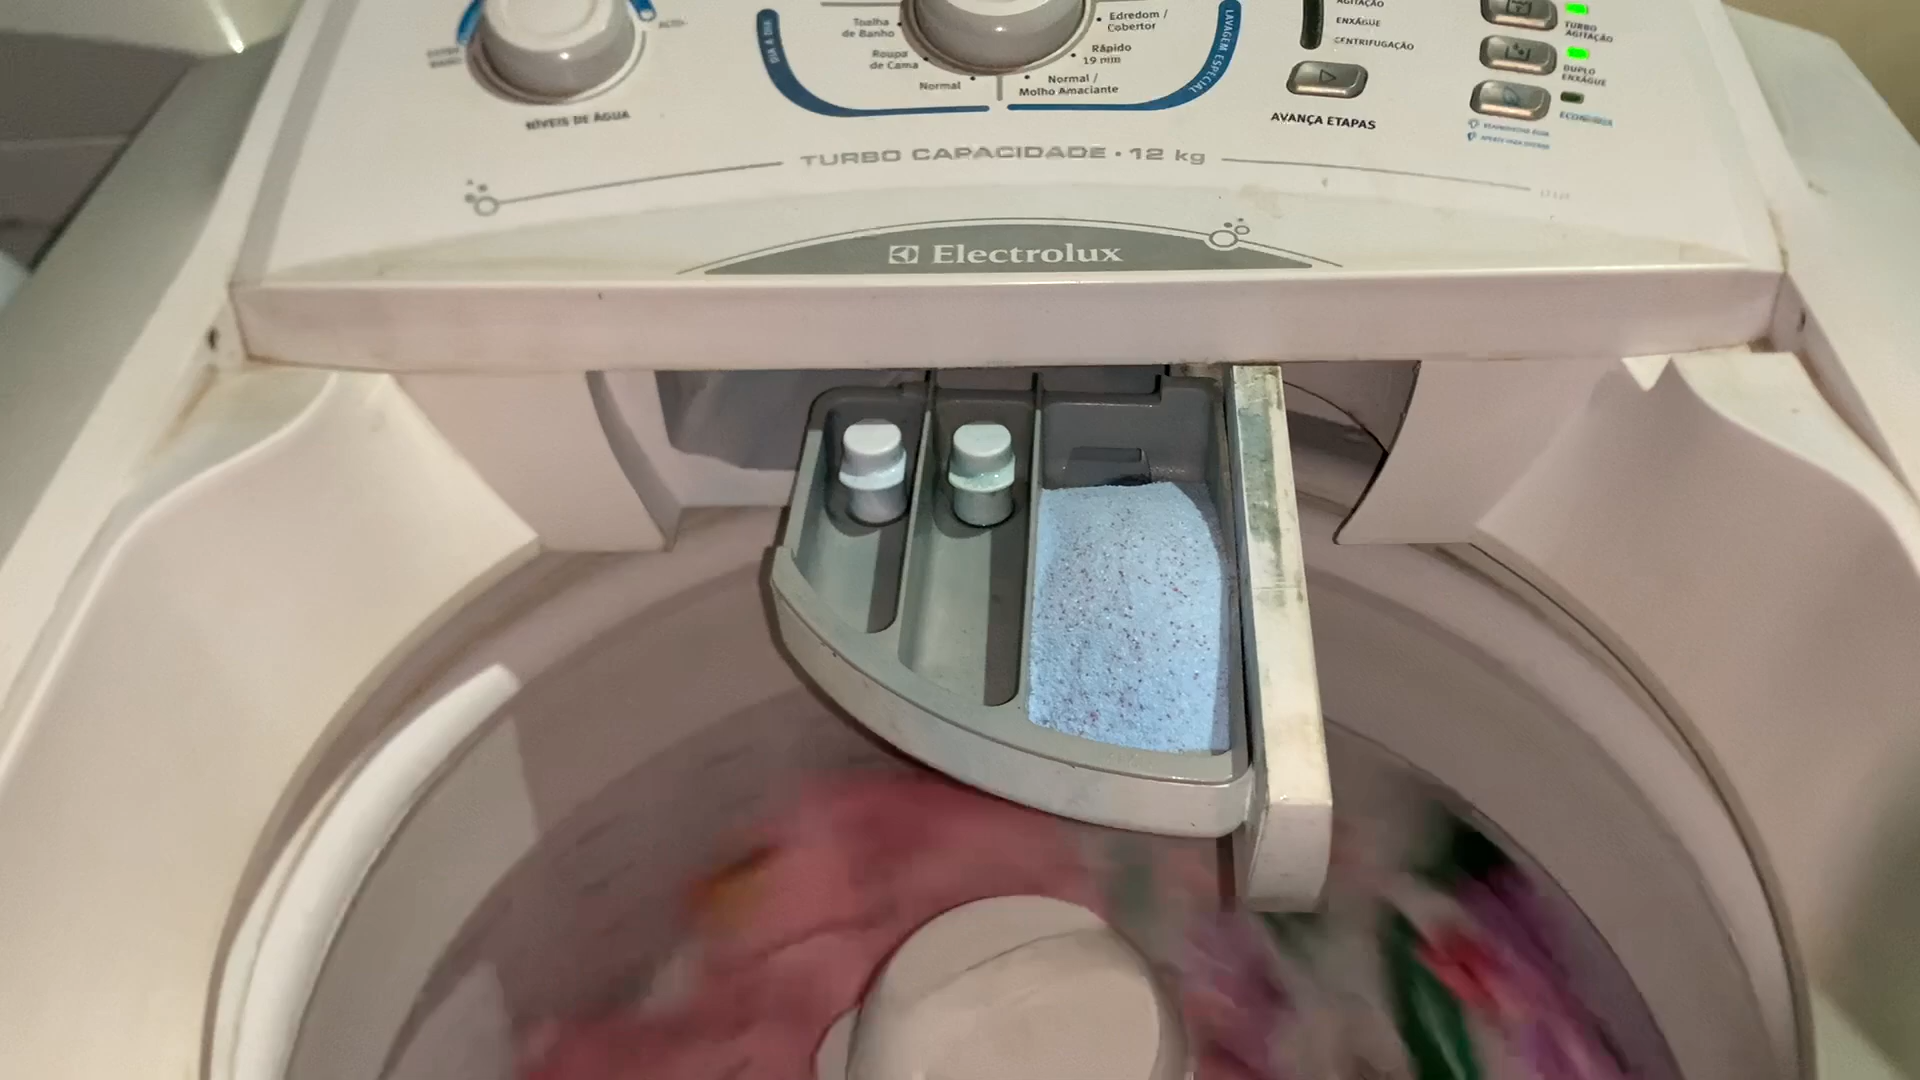 ALTO
NÍVEIS DE ÁGUA
DIA A DIA
Toalha
de Banho
Roupa
de Cama
Normal
Edredom /
Cobertor
Rápido
19 min
Normal /
Molho Amaciante
LAVAGEM ESPECIAL
AGITAÇÃO
ENXÁGUE
CENTRIFUGAÇÃO
AVANÇA ETAPAS
TURBO
AGITAÇÃO
DUPLO
ENXÁGUE
ECONOMIA
TURBO CAPACIDADE · 12 kg
Electrolux